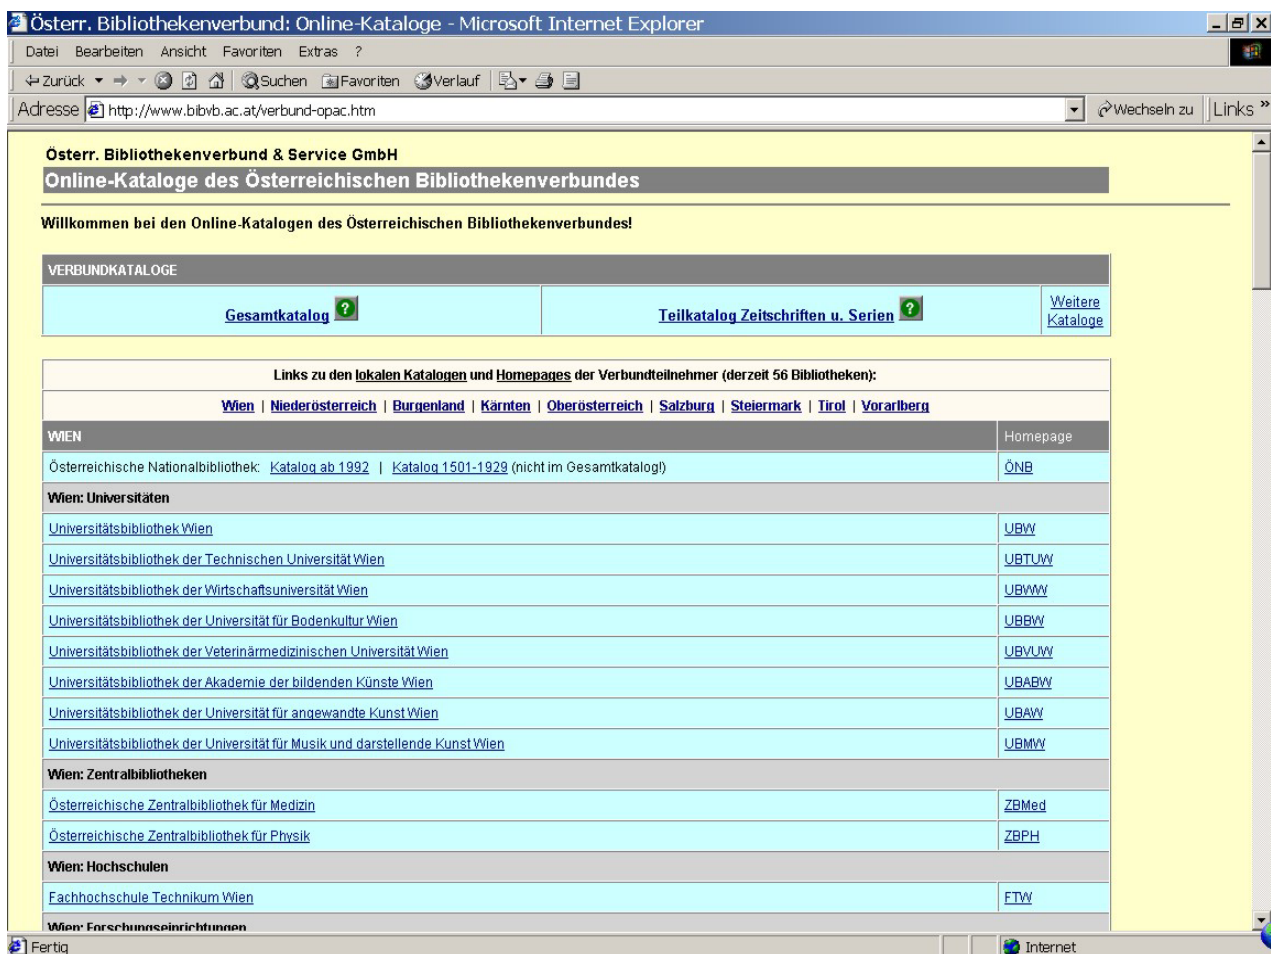 Österr. Bibliothekenverbund: Online-Kataloge - Microsoft Internet Explorer
Datei Bearbeiten Ansicht Favoriten Extras ?
Zurück Suchen Favoriten Verlauf
Adresse http://www.bibvb.ac.at/verbund-opac.htm Wechseln zu Links »
Österr. Bibliothekenverbund & Service GmbH
Online-Kataloge des Österreichischen Bibliothekenverbundes
Willkommen bei den Online-Katalogen des Österreichischen Bibliothekenverbundes!
VERBUNDKATALOGE
Gesamtkatalog ? Teilkatalog Zeitschriften u. Serien ? Weitere
Kataloge
Links zu den lokalen Katalogen und Homepages der Verbundteilnehmer (derzeit 56 Bibliotheken):
Wien | Niederösterreich | Burgenland | Kärnten | Oberösterreich | Salzburg | Steiermark | Tirol | Vorarlberg
WIEN Homepage
Österreichische Nationalbibliothek: Katalog ab 1992 | Katalog 1501-1929 (nicht im Gesamtkatalog!) ÖNB
Wien: Universitäten
Universitätsbibliothek Wien UBW
Universitätsbibliothek der Technischen Universität Wien UBTUW
Universitätsbibliothek der Wirtschaftsuniversität Wien UBWW
Universitätsbibliothek der Universität für Bodenkultur Wien UBBW
Universitätsbibliothek der Veterinärmedizinischen Universität Wien UBVUW
Universitätsbibliothek der Akademie der bildenden Künste Wien UBABW
Universitätsbibliothek der Universität für angewandte Kunst Wien UBAW
Universitätsbibliothek der Universität für Musik und darstellende Kunst Wien UBMW
Wien: Zentralbibliotheken
Österreichische Zentralbibliothek für Medizin ZBMed
Österreichische Zentralbibliothek für Physik ZBPH
Wien: Hochschulen
Fachhochschule Technikum Wien FTW
Wien: Forschungseinrichtungen
Fertig Internet